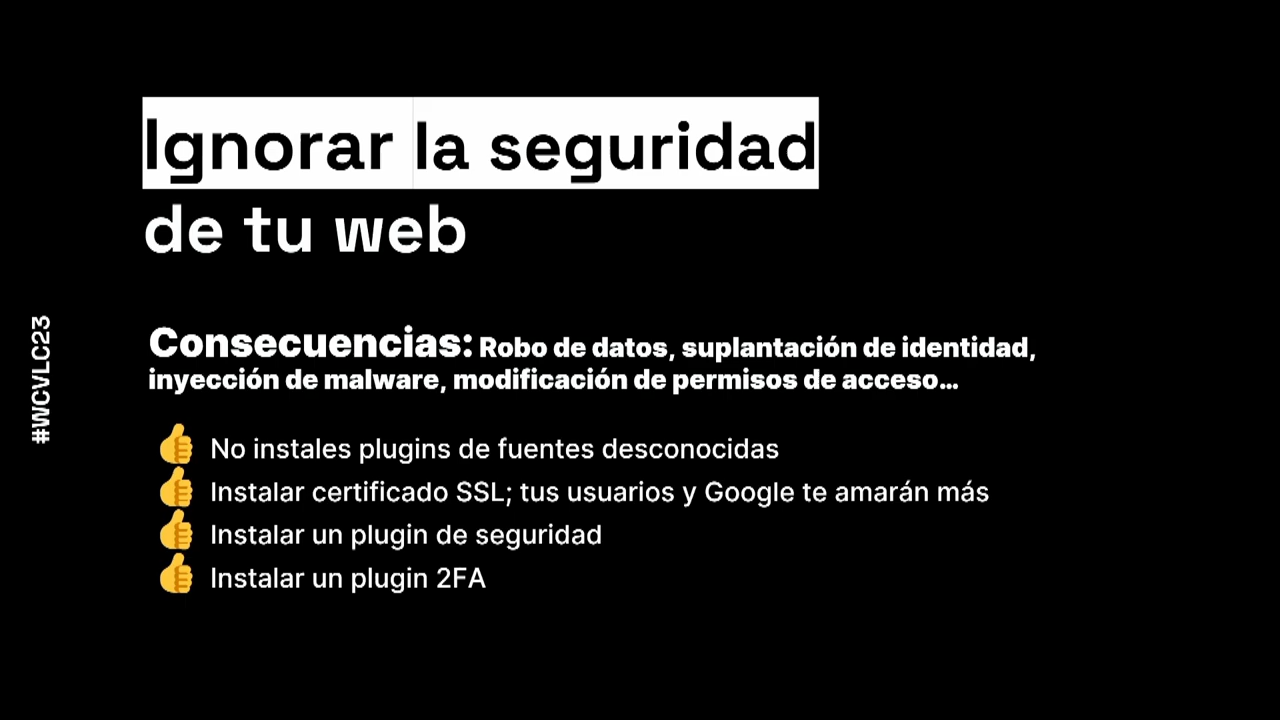 Ignorar la seguridad
de tu web
#WCVLC23
Consecuencias: Robo de datos, suplantación de identidad,
inyección de malware, modificación de permisos de acceso...
No instales plugins de fuentes desconocidas
Instalar certificado SSL; tus usuarios y Google te amarán más
Instalar un plugin de seguridad
Instalar un plugin 2FA